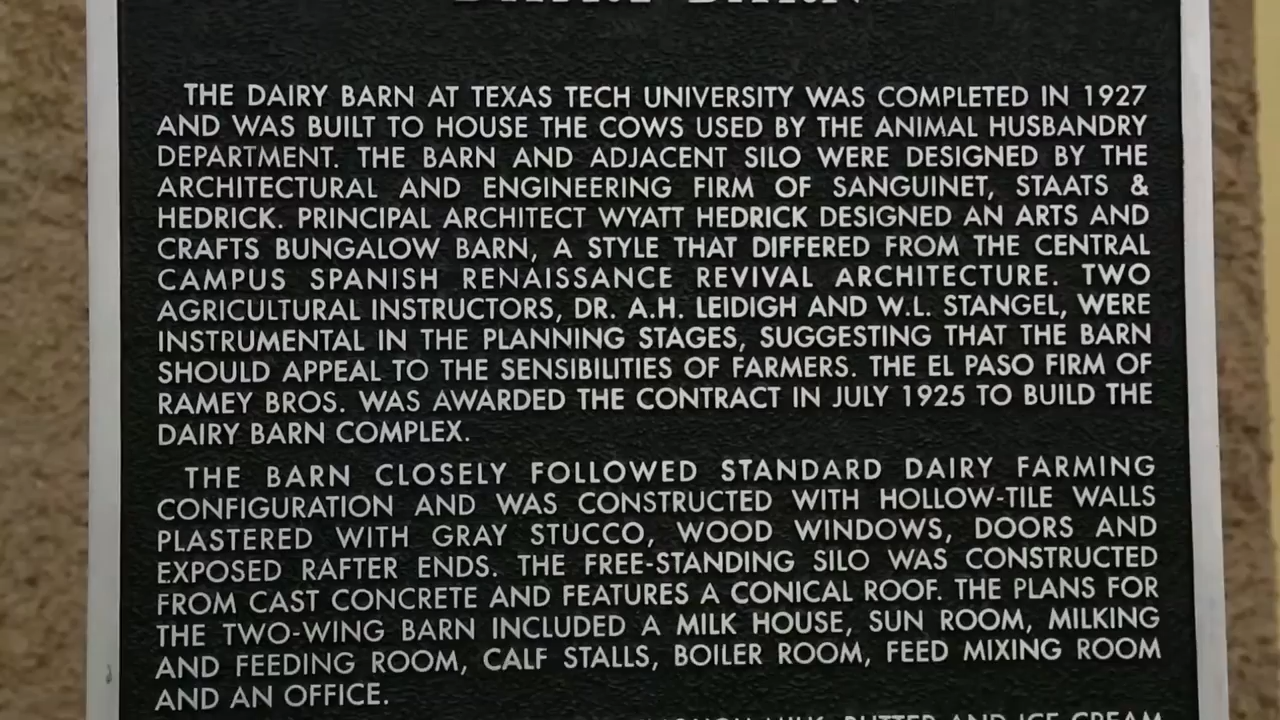 DAIRY BARN
THE DAIRY BARN AT TEXAS TECH UNIVERSITY WAS COMPLETED IN 1927
AND WAS BUILT TO HOUSE THE COWS USED BY THE ANIMAL HUSBANDRY
DEPARTMENT. THE BARN AND ADJACENT SILO WERE DESIGNED BY THE
ARCHITECTURAL AND ENGINEERING FIRM OF SANGUINET, STAATS &
HEDRICK. PRINCIPAL ARCHITECT WYATT HEDRICK DESIGNED AN ARTS AND
CRAFTS BUNGALOW BARN, A STYLE THAT DIFFERED FROM THE CENTRAL
CAMPUS SPANISH RENAISSANCE REVIVAL ARCHITECTURE. TWO
AGRICULTURAL INSTRUCTORS, DR. A.H. LEIDIGH AND W.L. STANGEL, WERE
INSTRUMENTAL IN THE PLANNING STAGES, SUGGESTING THAT THE BARN
SHOULD APPEAL TO THE SENSIBILITIES OF FARMERS. THE EL PASO FIRM OF
RAMEY BROS. WAS AWARDED THE CONTRACT IN JULY 1925 TO BUILD THE
DAIRY BARN COMPLEX.
THE BARN CLOSELY FOLLOWED STANDARD DAIRY FARMING
CONFIGURATION AND WAS CONSTRUCTED WITH HOLLOW-TILE WALLS
PLASTERED WITH GRAY STUCCO, WOOD WINDOWS, DOORS AND
EXPOSED RAFTER ENDS. THE FREE-STANDING SILO WAS CONSTRUCTED
FROM CAST CONCRETE AND FEATURES A CONICAL ROOF. THE PLANS FOR
THE TWO-WING BARN INCLUDED A MILK HOUSE, SUN ROOM, MILKING
AND FEEDING ROOM, CALF STALLS, BOILER ROOM, FEED MIXING ROOM
AND AN OFFICE.
MILK, BUTTER AND ICE CREAM